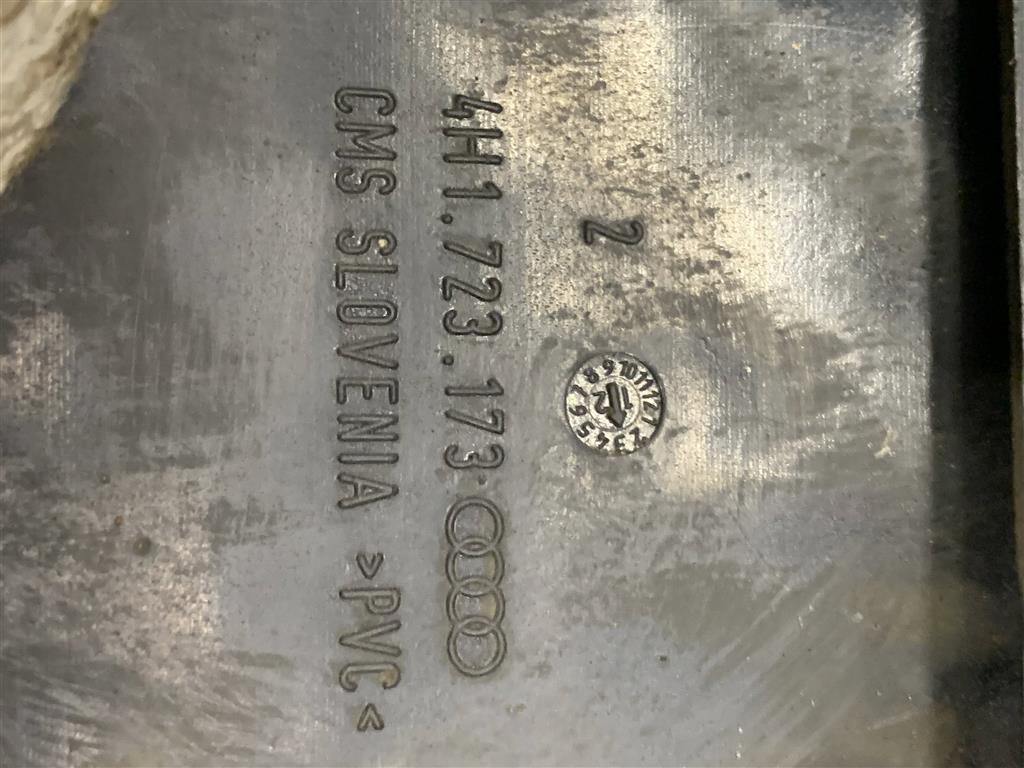 2
4H1.723.173
CMS SLOVENIA >PVC<